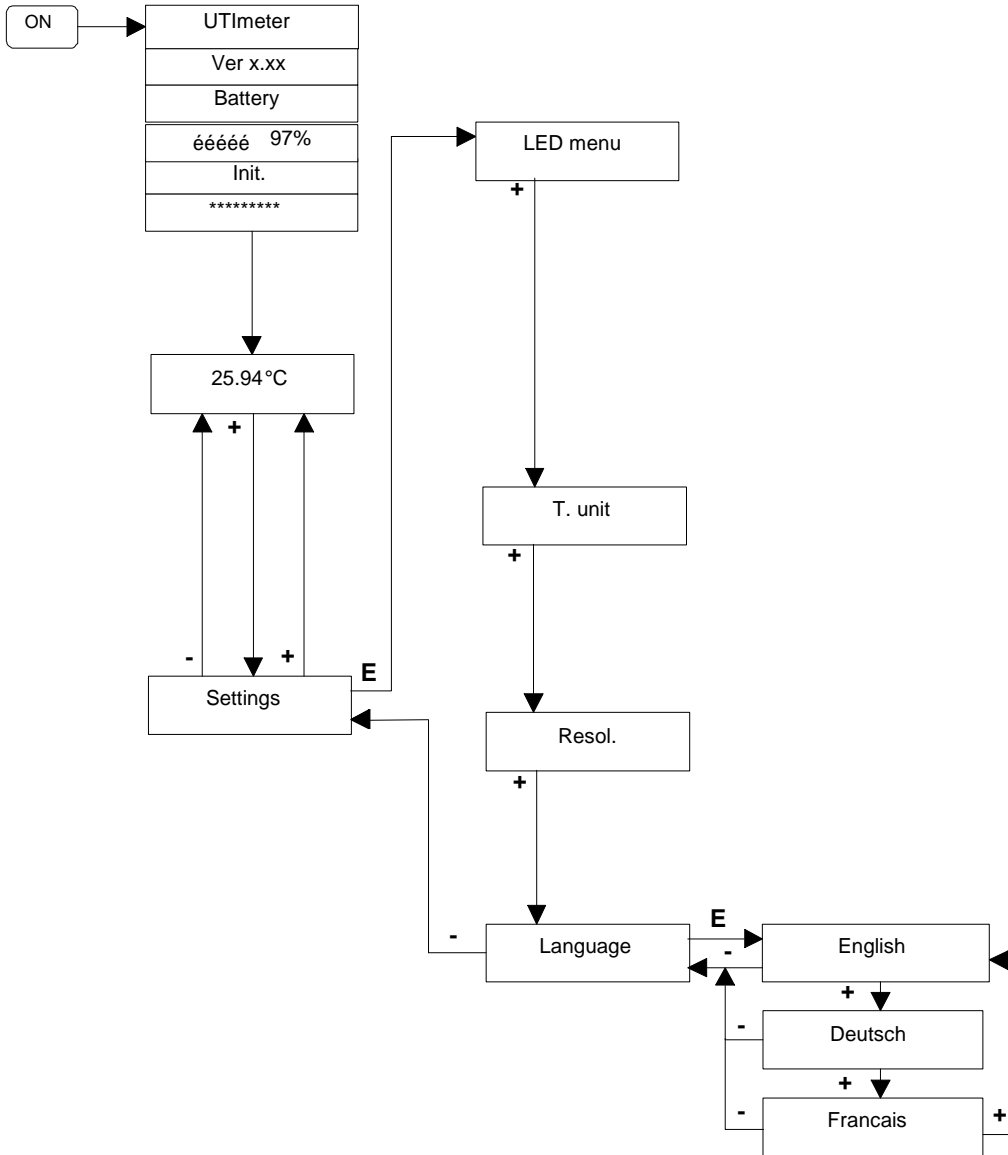 ON
UTImeter
Ver x.xx
Battery
ééééé 97%
Init.
*********
25.94°C
+
-
+
Settings
E
LED menu
+
T. unit
+
Resol.
+
Language
-
E
-
English
+
-
Deutsch
+
-
Francais
+